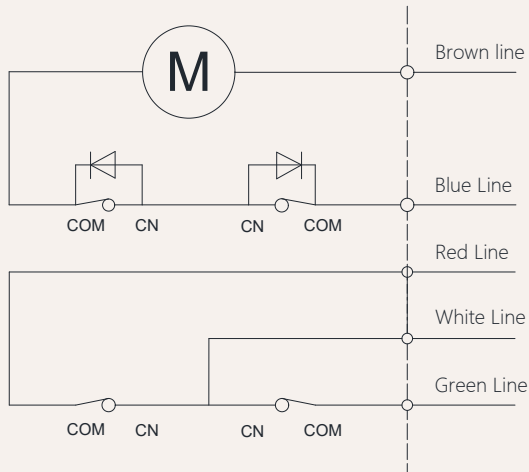 Brown line
M
Blue Line
COM CN CN COM
Red Line
White Line
Green Line
COM CN CN COM